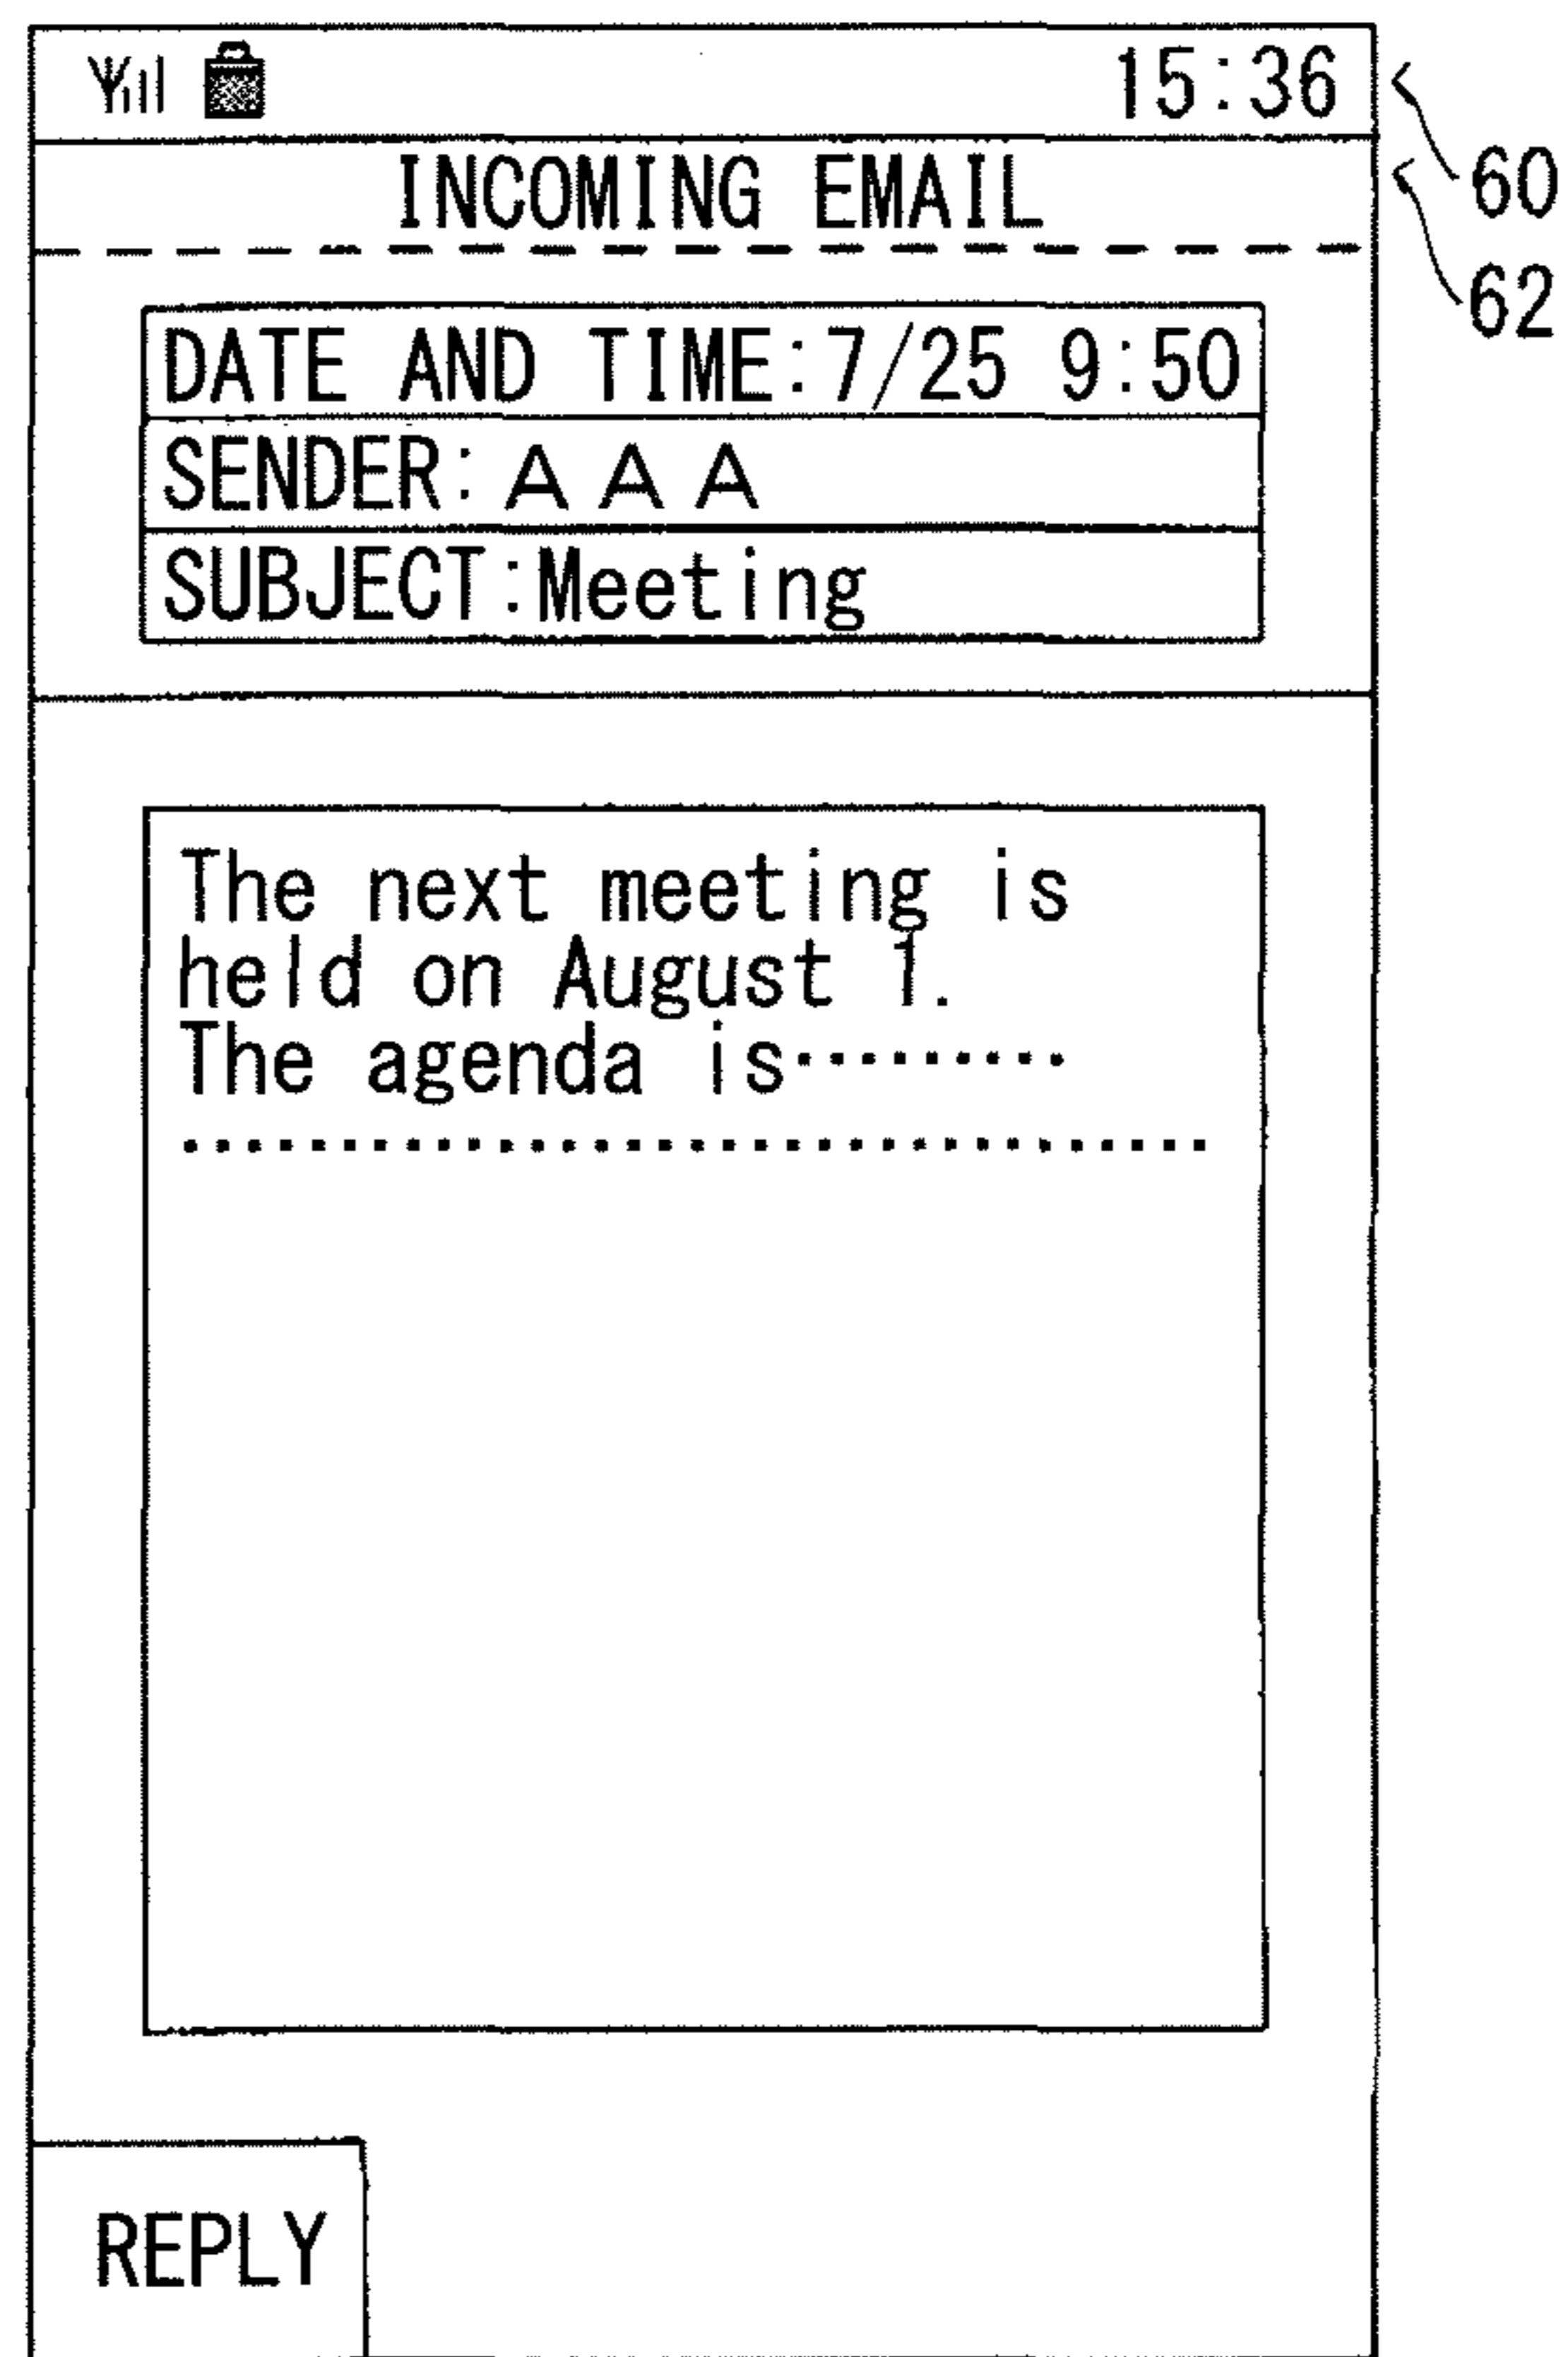 15:36
60
INCOMING EMAIL
62
DATE AND TIME:7/25 9:50
SENDER:AAA
SUBJECT:Meeting
The next meeting is
held on August 1.
The agenda is·········
·································
REPLY